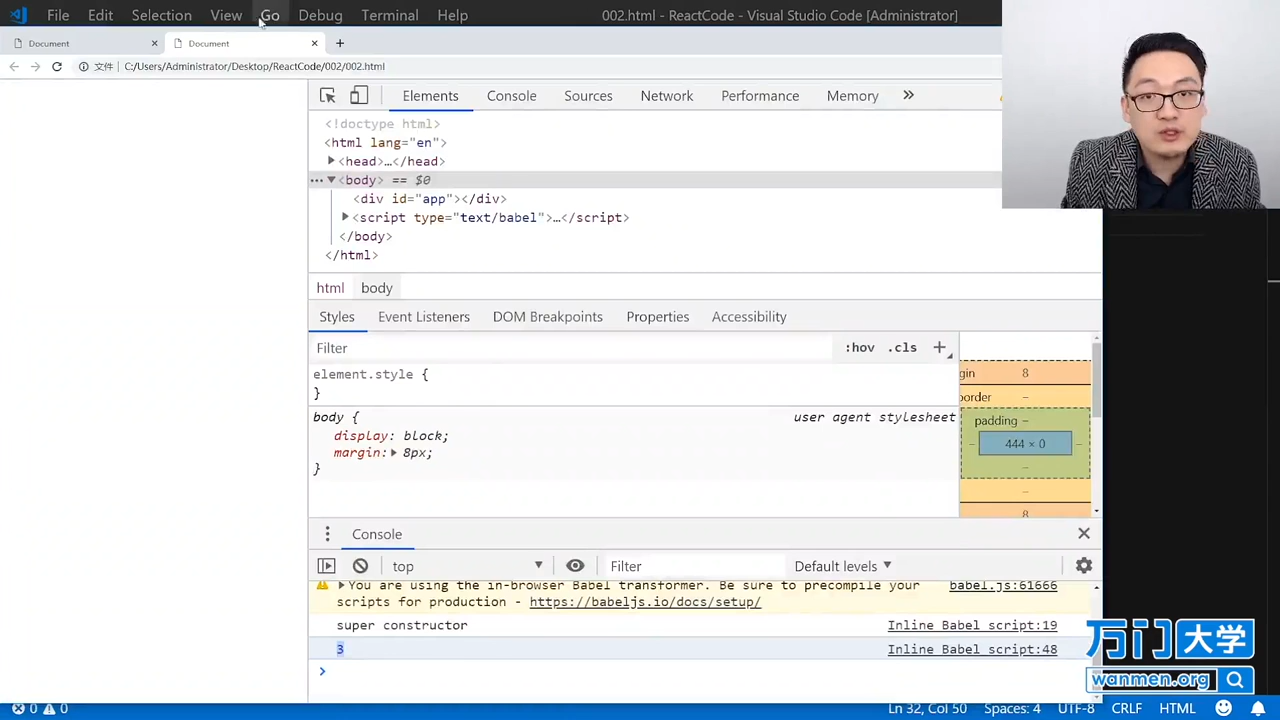 File Edit Selection View Go Debug Terminal Help 002.html - ReactCode - Visual Studio Code [Administrator]
Document Document
文件 C:/Users/Administrator/Desktop/ReactCode/002/002.html
Elements Console Sources Network Performance Memory
<!doctype html>
<html lang="en">
<head>…</head>
<body> == $0
<div id="app"></div>
<script type="text/babel">…</script>
</body>
</html>
html body
Styles Event Listeners DOM Breakpoints Properties Accessibility
Filter :hov .cls
element.style {
}
body { user agent stylesheet
display: block;
margin: 8px;
}
gin 8
order –
padding –
– 444 × 0 –
–
–
8
Console
top Filter Default levels
You are using the in-browser Babel transformer. Be sure to precompile your babel.js:61666
scripts for production - https://babeljs.io/docs/setup/
super constructor Inline Babel script:19
3 Inline Babel script:48
万门大学
wanmen.org
0 0 Ln 32, Col 50 Spaces: 4 UTF-8 CRLF HTML